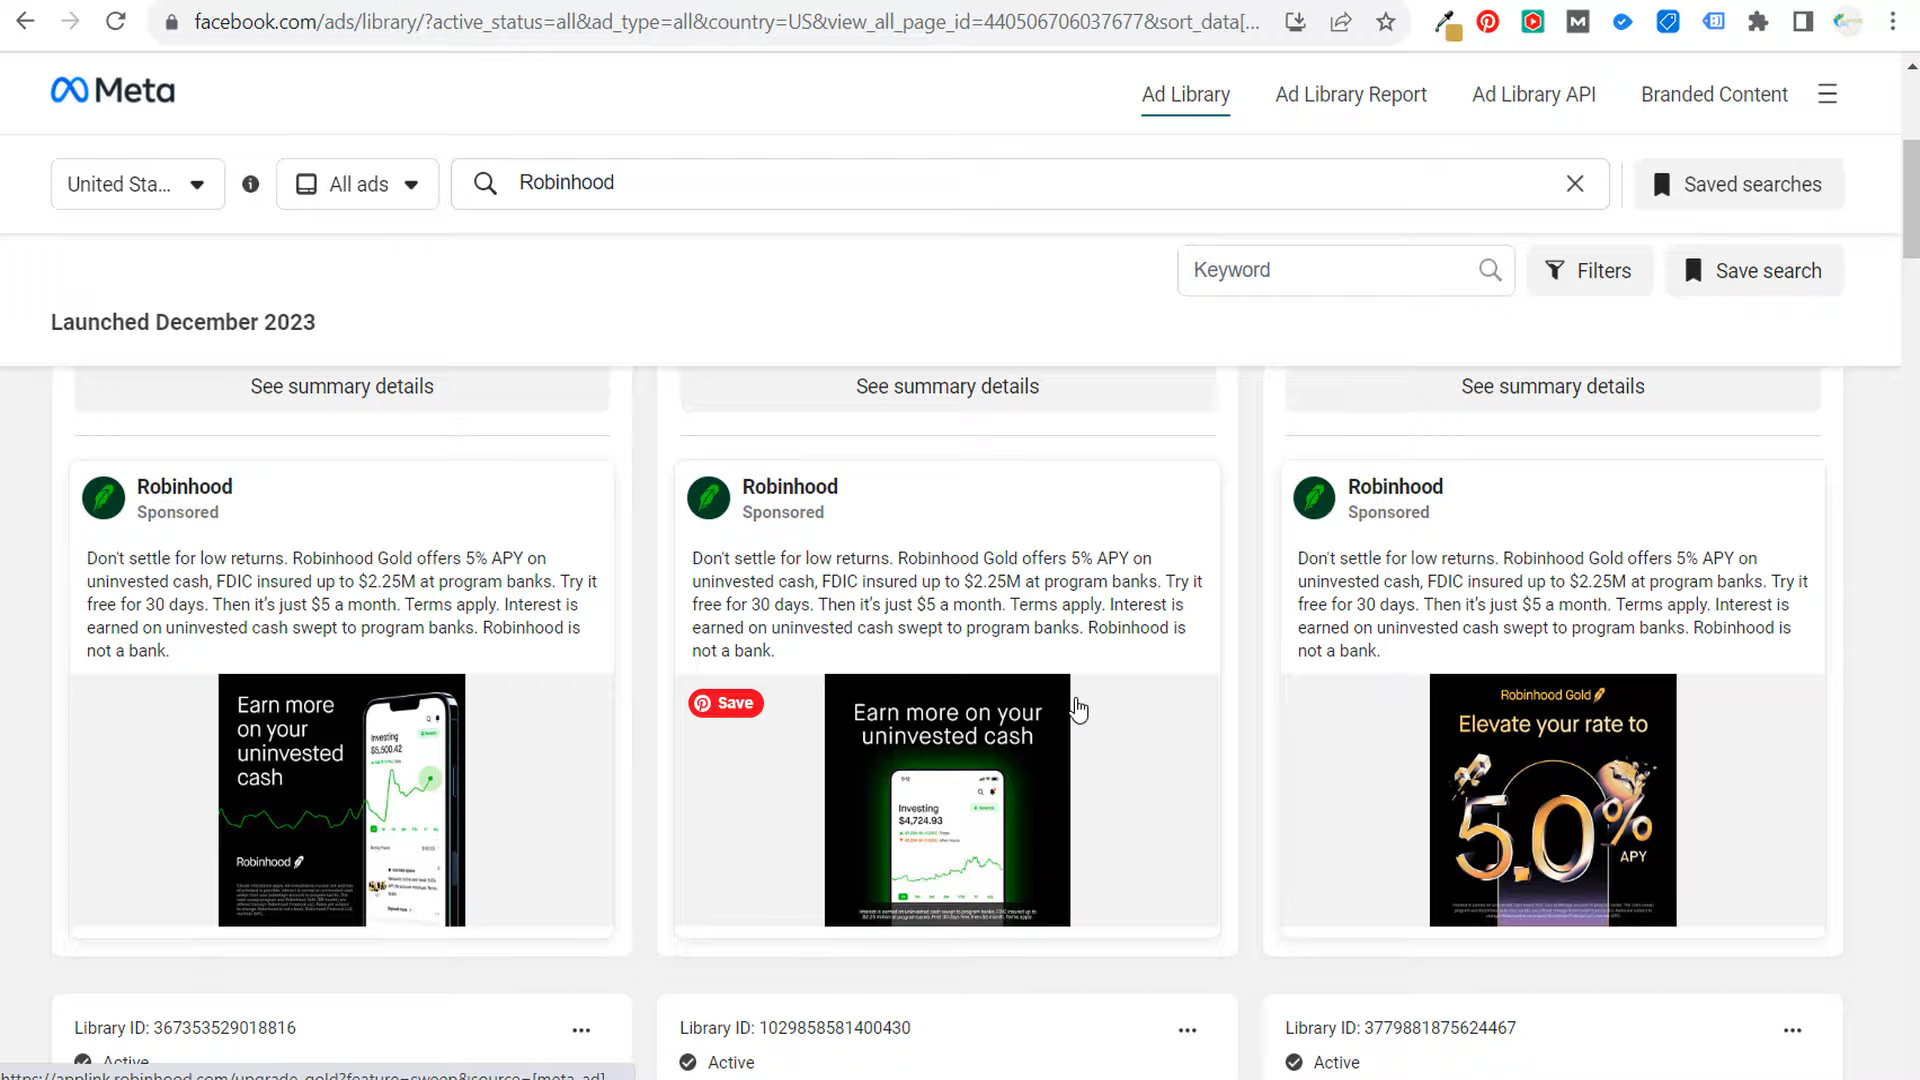 facebook.com/ads/library/?active_status=all&ad_type=all&country=US&view_all_page_id=440506706037677&sort_data[...
Meta
Ad Library
Ad Library Report
Ad Library API
Branded Content
United Sta...
All ads
Robinhood
Saved searches
Keyword
Filters
Save search
Launched December 2023
See summary details
See summary details
See summary details
Robinhood
Sponsored
Don't settle for low returns. Robinhood Gold offers 5% APY on
uninvested cash, FDIC insured up to $2.25M at program banks. Try it
free for 30 days. Then it's just $5 a month. Terms apply. Interest is
earned on uninvested cash swept to program banks. Robinhood is
not a bank.
Earn more
on your
uninvested
cash
Investing
$5,500.42
Robinhood
Robinhood
Sponsored
Don't settle for low returns. Robinhood Gold offers 5% APY on
uninvested cash, FDIC insured up to $2.25M at program banks. Try it
free for 30 days. Then it's just $5 a month. Terms apply. Interest is
earned on uninvested cash swept to program banks. Robinhood is
not a bank.
Save
Earn more on your
uninvested cash
Investing
$4,724.93
Robinhood
Sponsored
Don't settle for low returns. Robinhood Gold offers 5% APY on
uninvested cash, FDIC insured up to $2.25M at program banks. Try it
free for 30 days. Then it's just $5 a month. Terms apply. Interest is
earned on uninvested cash swept to program banks. Robinhood is
not a bank.
Robinhood Gold
Elevate your rate to
5.0%
APY
Library ID: 367353529018816
Active
Library ID: 1029858581400430
Active
Library ID: 3779881875624467
Active
https://applink.robinhood.com/upgrade_gold?feature=sweep&source=[meta_ad]